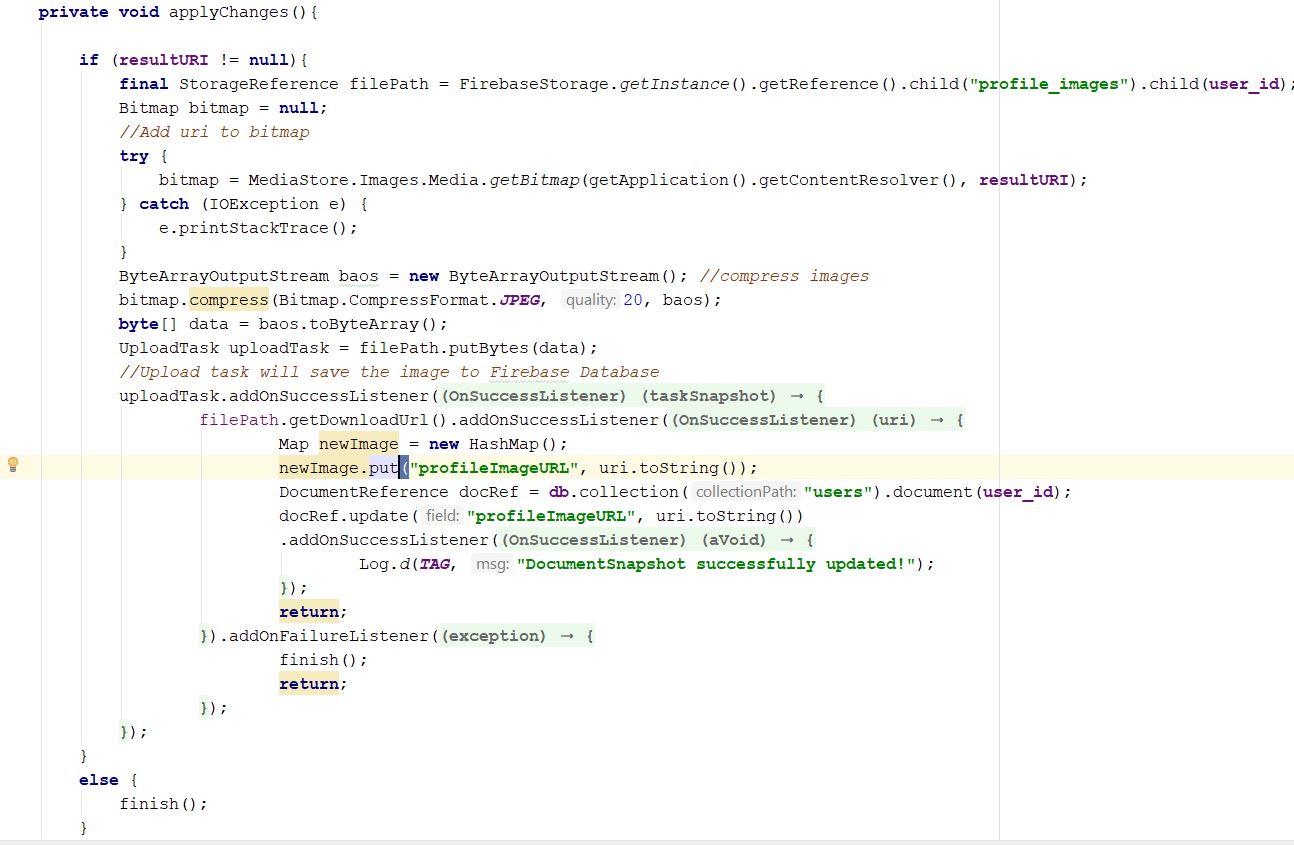 private void applyChanges(){
if (resultURI != null){
final StorageReference filePath = FirebaseStorage.getInstance().getReference().child("profile_images").child(user_id);
Bitmap bitmap = null;
//Add uri to bitmap
try {
bitmap = MediaStore.Images.Media.getBitmap(getApplication().getContentResolver(), resultURI);
} catch (IOException e) {
e.printStackTrace();
}
ByteArrayOutputStream baos = new ByteArrayOutputStream(); //compress images
bitmap.compress(Bitmap.CompressFormat.JPEG, quality: 20, baos);
byte[] data = baos.toByteArray();
UploadTask uploadTask = filePath.putBytes(data);
//Upload task will save the image to Firebase Database
uploadTask.addOnSuccessListener((OnSuccessListener) (taskSnapshot) → {
filePath.getDownloadUrl().addOnSuccessListener((OnSuccessListener) (uri) → {
Map newImage = new HashMap();
newImage.put("profileImageURL", uri.toString());
DocumentReference docRef = db.collection( collectionPath: "users").document(user_id);
docRef.update( field: "profileImageURL", uri.toString())
.addOnSuccessListener((OnSuccessListener) (aVoid) → {
Log.d(TAG, msg: "DocumentSnapshot successfully updated!");
});
return;
}).addOnFailureListener((exception) → {
finish();
return;
});
});
}
else {
finish();
}